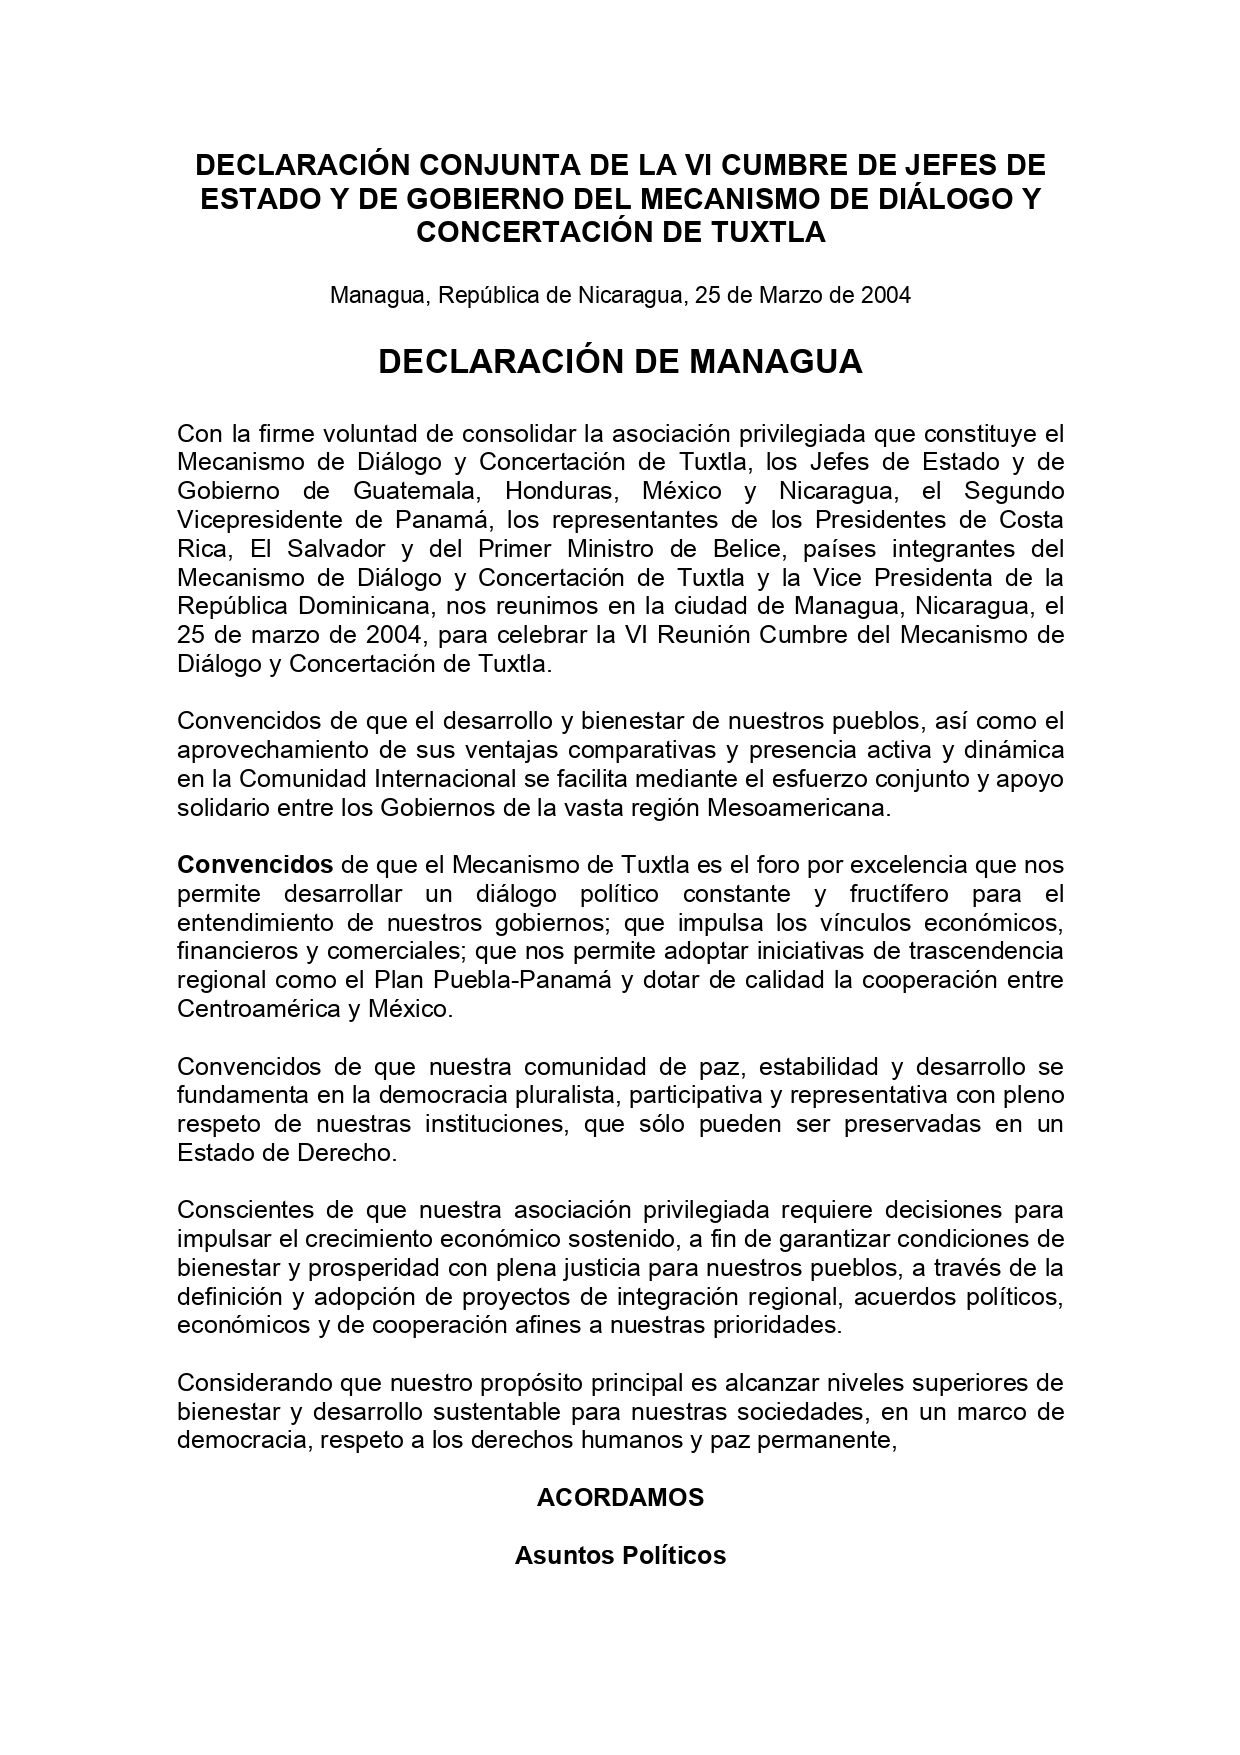 DECLARACIÓN CONJUNTA DE LA VI CUMBRE DE JEFES DE
ESTADO Y DE GOBIERNO DEL MECANISMO DE DIÁLOGO Y
CONCERTACIÓN DE TUXTLA
Managua, República de Nicaragua, 25 de Marzo de 2004
DECLARACIÓN DE MANAGUA
Con la firme voluntad de consolidar la asociación privilegiada que constituye el
Mecanismo de Diálogo y Concertación de Tuxtla, los Jefes de Estado y de
Gobierno de Guatemala, Honduras, México y Nicaragua, el Segundo
Vicepresidente de Panamá, los representantes de los Presidentes de Costa
Rica, El Salvador y del Primer Ministro de Belice, países integrantes del
Mecanismo de Diálogo y Concertación de Tuxtla y la Vice Presidenta de la
República Dominicana, nos reunimos en la ciudad de Managua, Nicaragua, el
25 de marzo de 2004, para celebrar la VI Reunión Cumbre del Mecanismo de
Diálogo y Concertación de Tuxtla.
Convencidos de que el desarrollo y bienestar de nuestros pueblos, así como el
aprovechamiento de sus ventajas comparativas y presencia activa y dinámica
en la Comunidad Internacional se facilita mediante el esfuerzo conjunto y apoyo
solidario entre los Gobiernos de la vasta región Mesoamericana.
Convencidos de que el Mecanismo de Tuxtla es el foro por excelencia que nos
permite desarrollar un diálogo político constante y fructífero para el
entendimiento de nuestros gobiernos; que impulsa los vínculos económicos,
financieros y comerciales; que nos permite adoptar iniciativas de trascendencia
regional como el Plan Puebla-Panamá y dotar de calidad la cooperación entre
Centroamérica y México.
Convencidos de que nuestra comunidad de paz, estabilidad y desarrollo se
fundamenta en la democracia pluralista, participativa y representativa con pleno
respeto de nuestras instituciones, que sólo pueden ser preservadas en un
Estado de Derecho.
Conscientes de que nuestra asociación privilegiada requiere decisiones para
impulsar el crecimiento económico sostenido, a fin de garantizar condiciones de
bienestar y prosperidad con plena justicia para nuestros pueblos, a través de la
definición y adopción de proyectos de integración regional, acuerdos políticos,
económicos y de cooperación afines a nuestras prioridades.
Considerando que nuestro propósito principal es alcanzar niveles superiores de
bienestar y desarrollo sustentable para nuestras sociedades, en un marco de
democracia, respeto a los derechos humanos y paz permanente,
ACORDAMOS
Asuntos Políticos